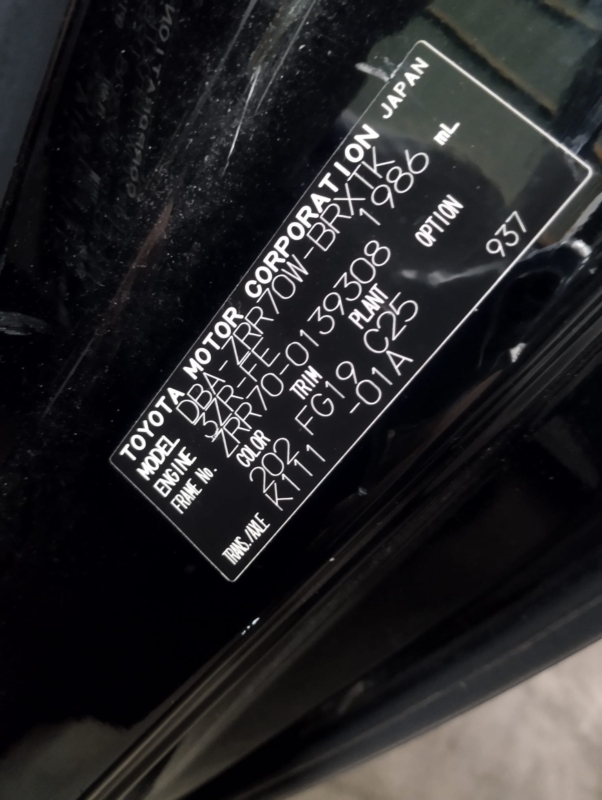 TOYOTA MOTOR CORPORATION JAPAN
MODEL DBA-ZRR70W-BRXTK
ENGINE 3ZR-FE 1986 mL
FRAME No. ZRR70-0139308
COLOR TRIM PLANT OPTION
202 FG19 C25 937
TRANS./AXLE K111 -01A